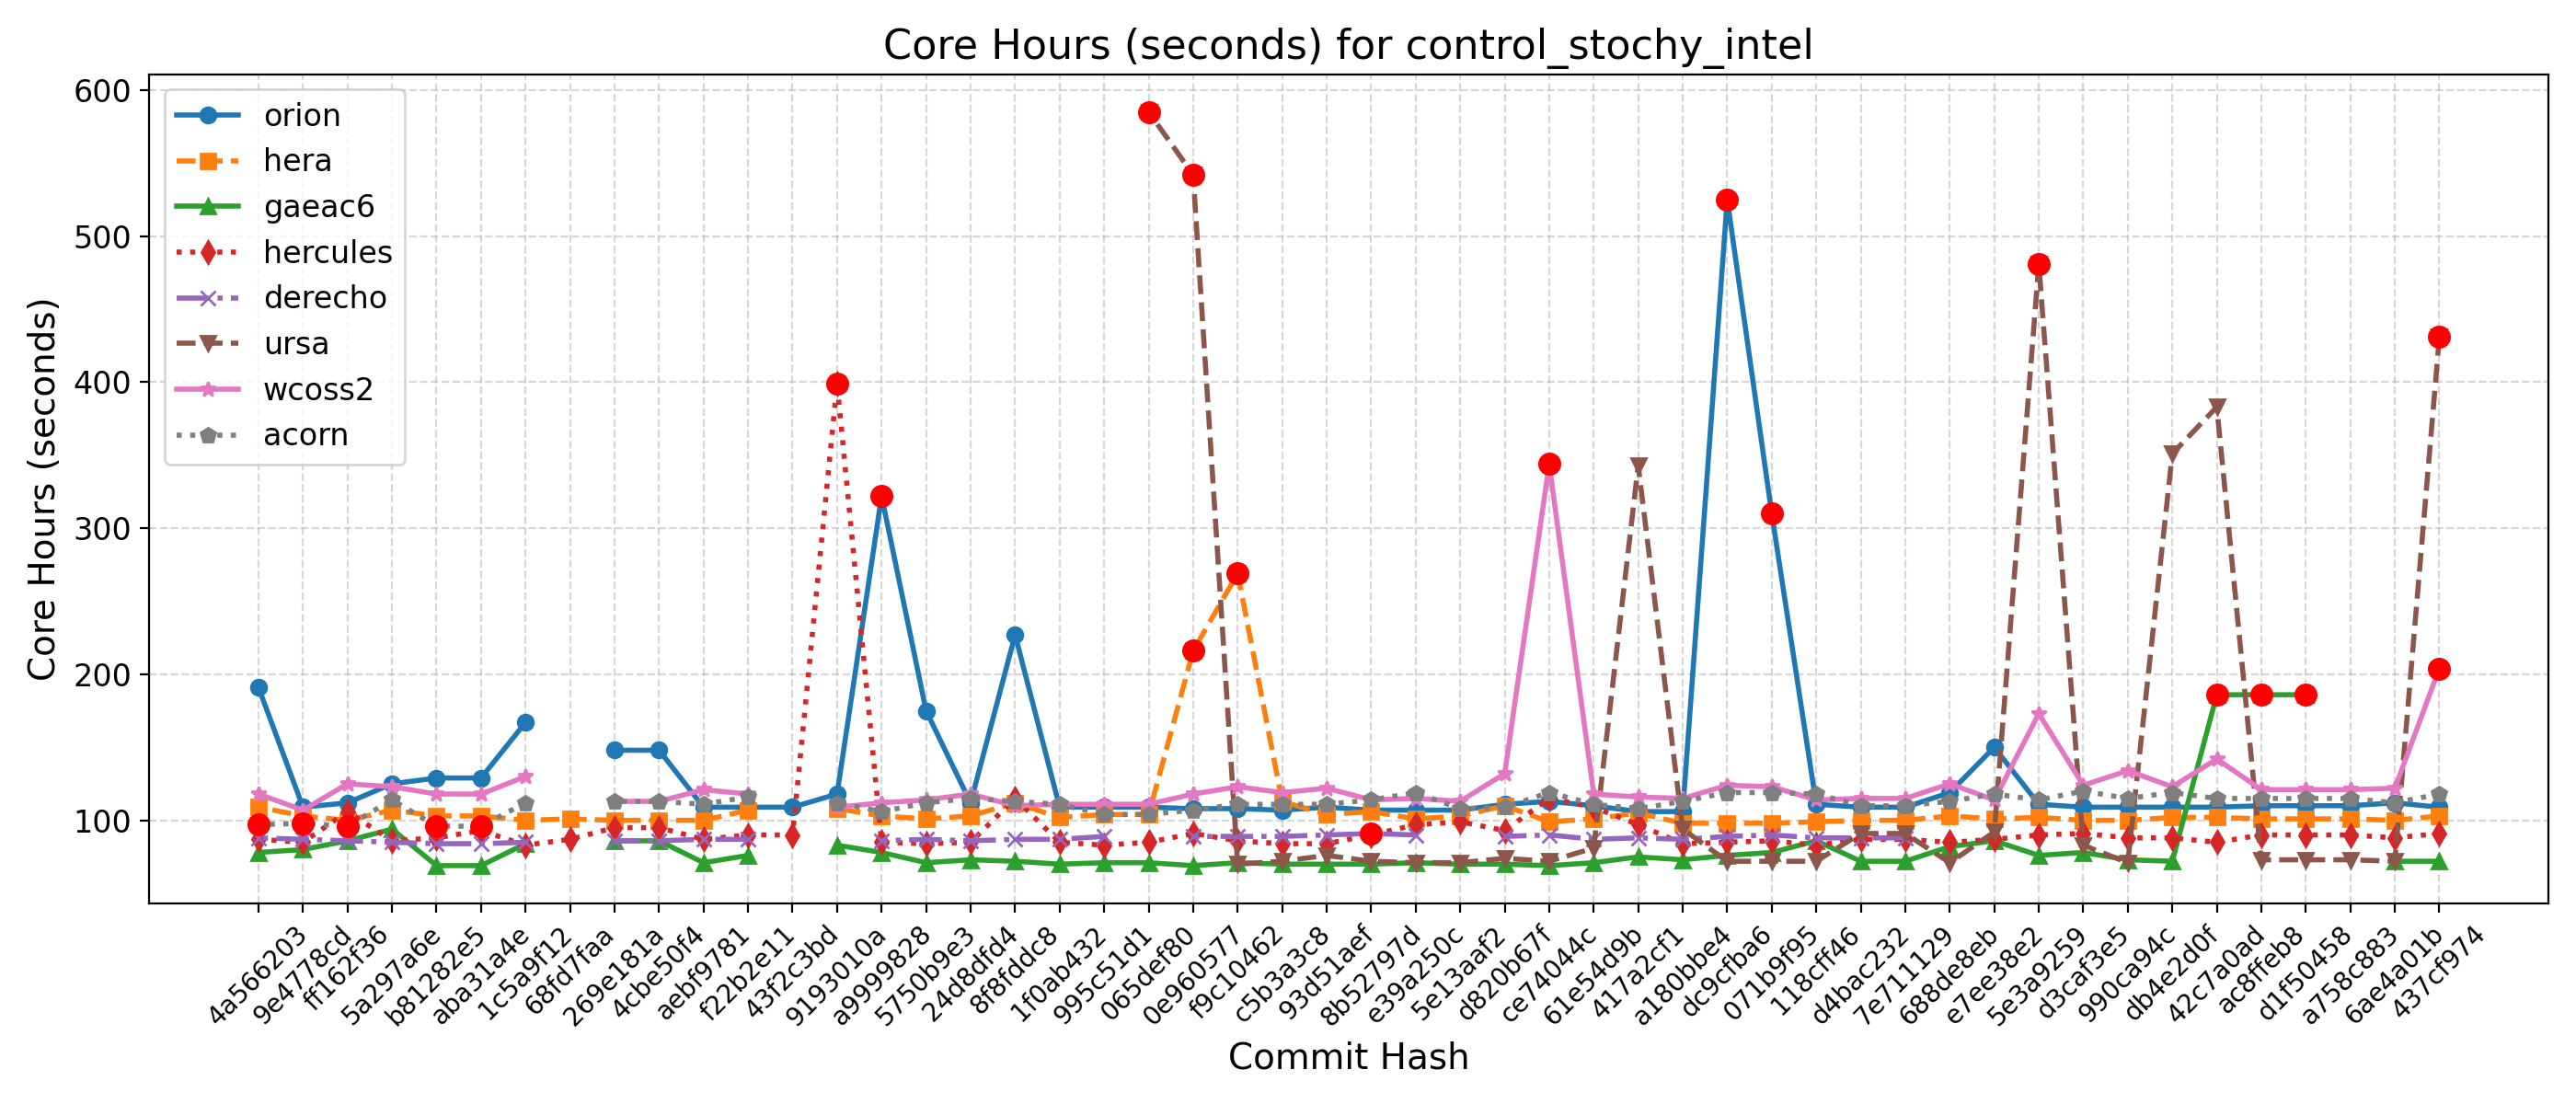 Core Hours (seconds) for control_stochy_intel
Core Hours (seconds)
600
500
400
300
200
100
orion
hera
gaeac6
hercules
derecho
ursa
wcoss2
acorn
4a566203
9e4778cd
ff162f36
5a297a6e
b81282e5
aba31a4e
1c5a9f12
68fd7faa
269e181a
4cbe50f4
aebf9781
f22b2e11
43f2c3bd
9193010a
a9999828
5750b9e3
24d8dfd4
8f8fddc8
1f0ab432
995c51d1
065def80
0e960577
f9c10462
c5b3a3c8
93d51aef
8b52797d
e39a250c
5e13aaf2
d820b67f
ce74044c
61e54d9b
417a2cf1
a180bbe4
dc9cfba6
071b9f95
118cff46
d4bac232
7e711129
688de8eb
e7ee38e2
5e3a9259
d3caf3e5
990ca94c
db4e2d0f
42c7a0ad
ac8ffeb8
d1f50458
a758c883
6ae4a01b
437cf974
Commit Hash